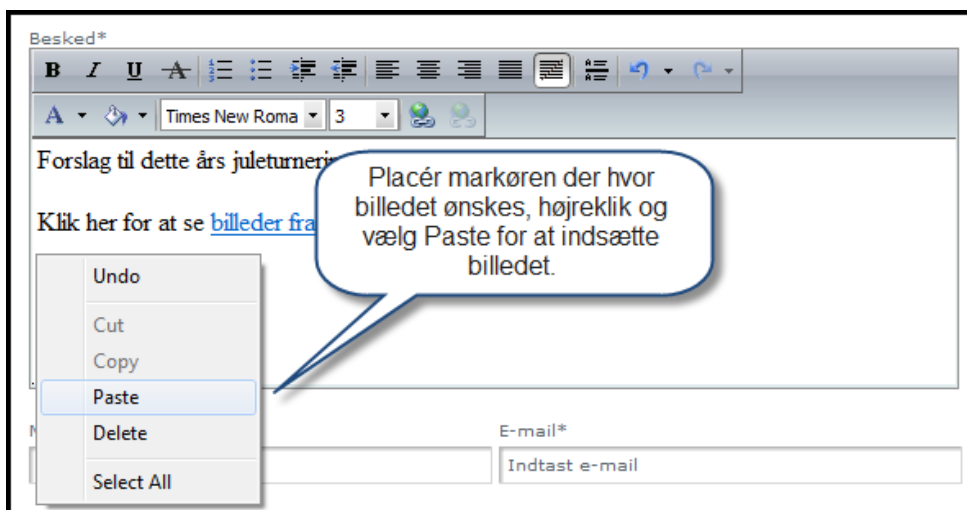 Besked*
B I U A
A Times New Roma 3
Forslag til dette års juleturnerin
Placér markøren der hvor
billedet ønskes, højreklik og
vælg Paste for at indsætte
billedet.
Klik her for at se billeder fra
Undo
Cut
Copy
Paste
Delete
Select All
E-mail*
Indtast e-mail